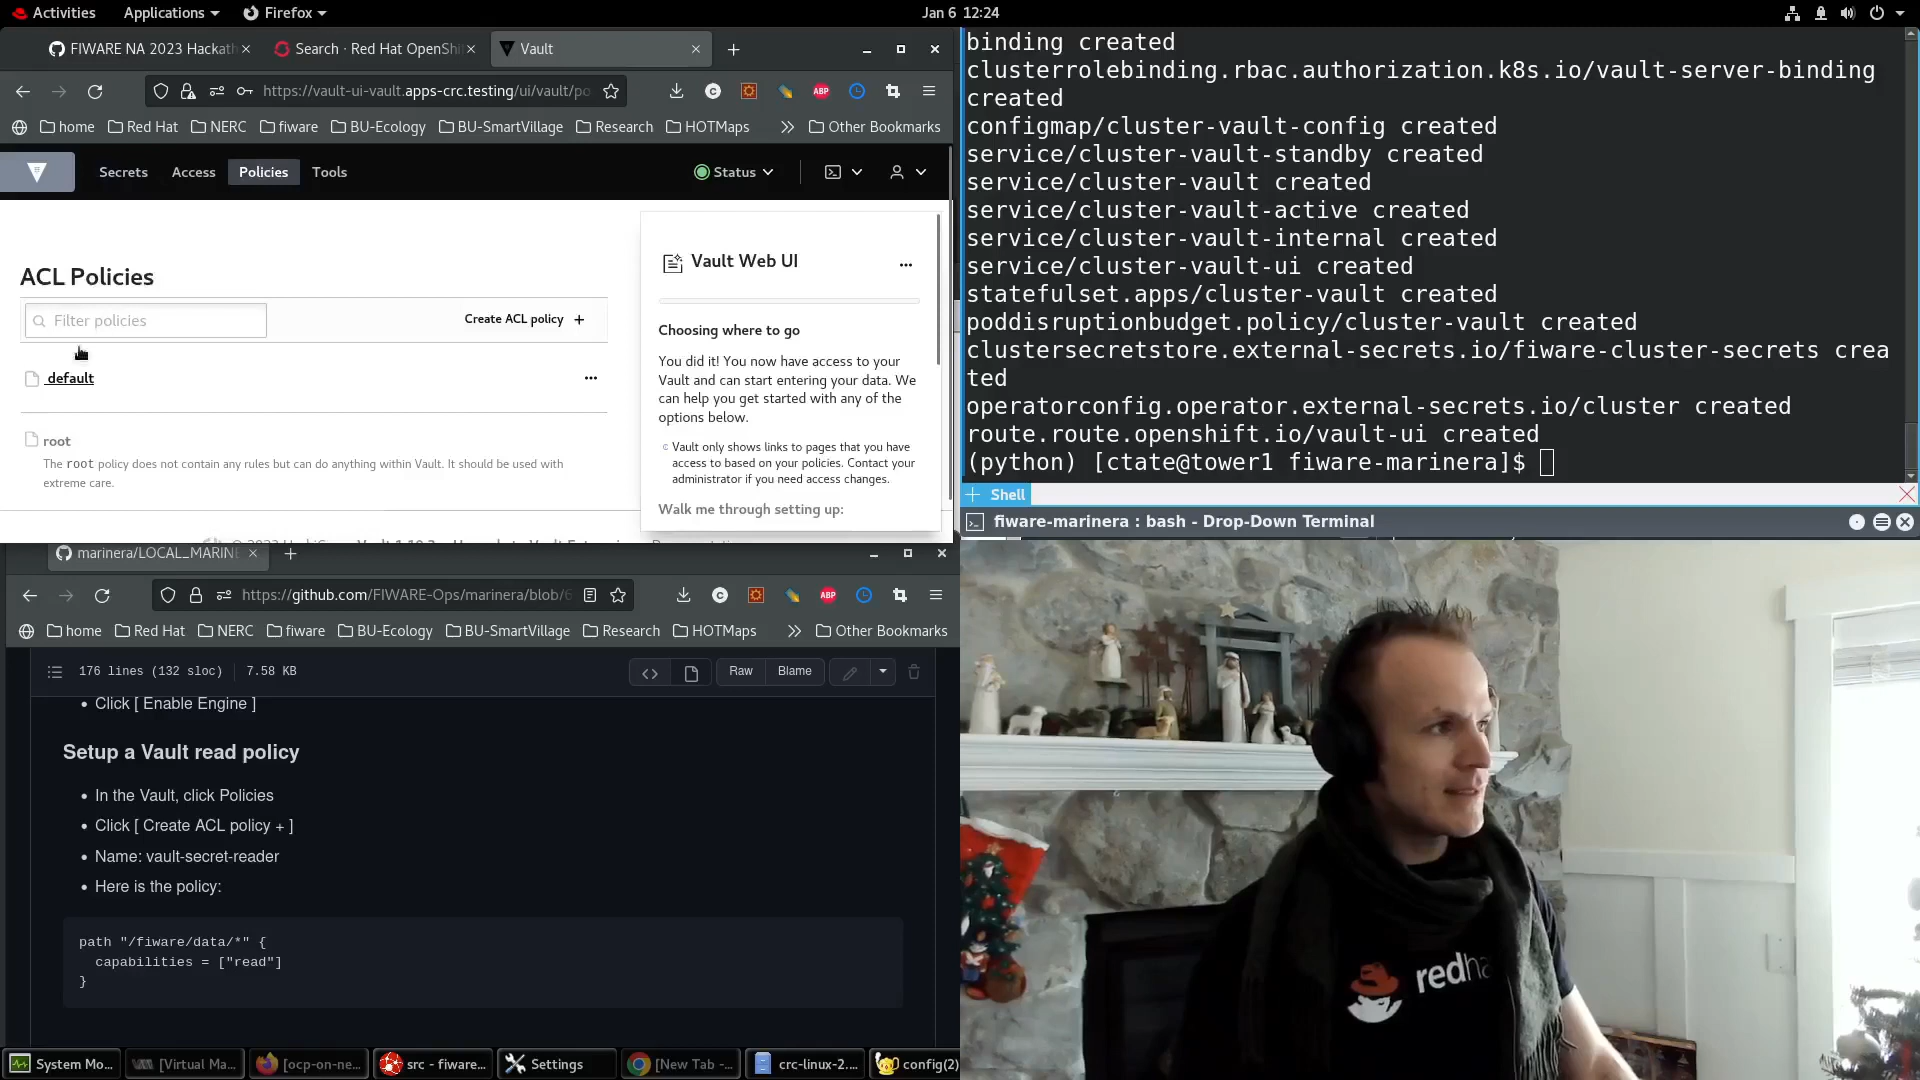 Activities
Applications
Firefox
Jan 6 12:24
FIWARE NA 2023 Hackath
Search · Red Hat OpenShi
Vault
https://vault-ui-vault.apps-crc.testing/ui/vault/po
home
Red Hat
NERC
fiware
BU-Ecology
BU-SmartVillage
Research
HOTMaps
Other Bookmarks
Secrets
Access
Policies
Tools
Status
ACL Policies
Filter policies
Create ACL policy +
default
root
The root policy does not contain any rules but can do anything within Vault. It should be used with
extreme care.
Vault Web UI
Choosing where to go
You did it! You now have access to your
Vault and can start entering your data. We
can help you get started with any of the
options below.
Vault only shows links to pages that you have
access to based on your policies. Contact your
administrator if you need access changes.
Walk me through setting up:
binding created
clusterrolebinding.rbac.authorization.k8s.io/vault-server-binding
created
configmap/cluster-vault-config created
service/cluster-vault-standby created
service/cluster-vault created
service/cluster-vault-active created
service/cluster-vault-internal created
service/cluster-vault-ui created
statefulset.apps/cluster-vault created
poddisruptionbudget.policy/cluster-vault created
clustersecretstore.external-secrets.io/fiware-cluster-secrets crea
ted
operatorconfig.operator.external-secrets.io/cluster created
route.route.openshift.io/vault-ui created
(python) [ctate@tower1 fiware-marinera]$
Shell
fiware-marinera : bash - Drop-Down Terminal
marinera/LOCAL_MARIN
https://github.com/FIWARE-Ops/marinera/blob/6
home
Red Hat
NERC
fiware
BU-Ecology
BU-SmartVillage
Research
HOTMaps
Other Bookmarks
176 lines (132 sloc)
7.58 KB
Raw
Blame
• Click [ Enable Engine ]
Setup a Vault read policy
• In the Vault, click Policies
• Click [ Create ACL policy + ]
• Name: vault-secret-reader
• Here is the policy:
path "/fiware/data/*" {
capabilities = ["read"]
}
redha
System Mo...
[Virtual Ma...
[ocp-on-ne...
src - fiware...
Settings
[New Tab -...
crc-linux-2....
config(2)